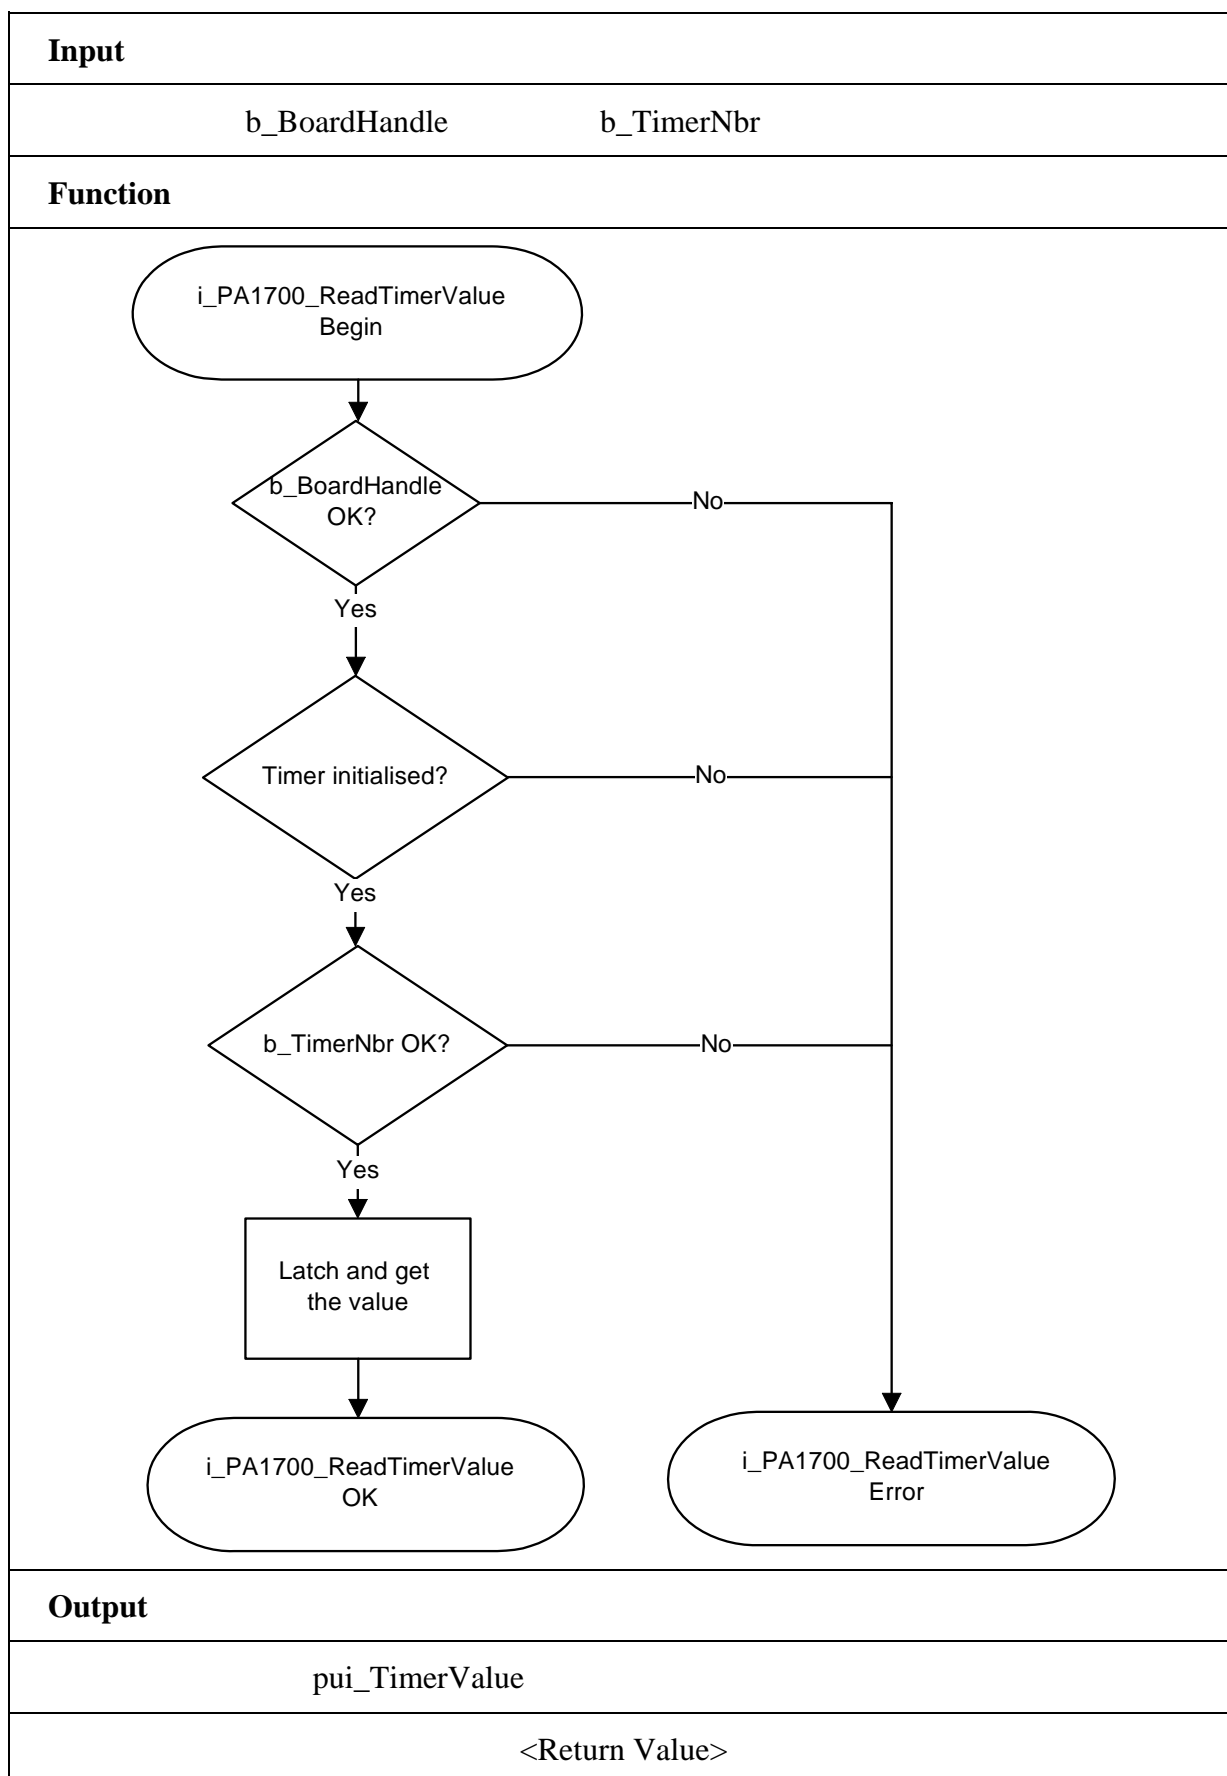 Input
b_BoardHandle b_TimerNbr
Function
i_PA1700_ReadTimerValue
Begin
b_BoardHandle
OK?
No
Yes
Timer initialised?
No
Yes
b_TimerNbr OK?
No
Yes
Latch and get
the value
i_PA1700_ReadTimerValue
OK
i_PA1700_ReadTimerValue
Error
Output
pui_TimerValue
<Return Value>